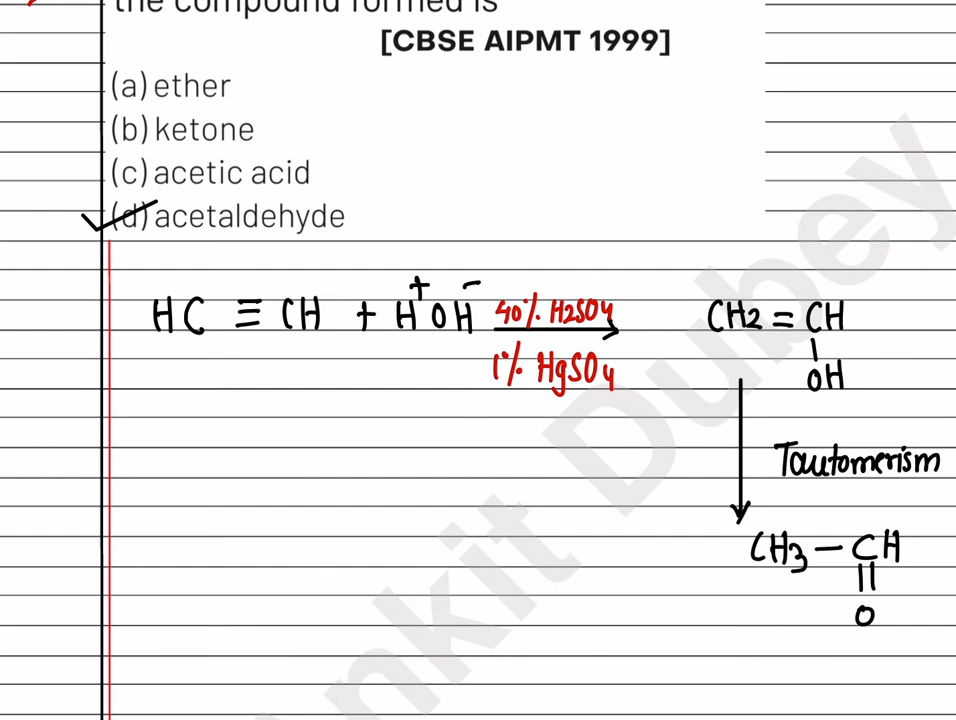 the compound formed is
[CBSE AIPMT 1999]
(a) ether
(b) ketone
(c) acetic acid
(d) acetaldehyde
HC ≡ CH + H⁺ OH⁻ 40% H2SO4 CH2 = CH
1% HgSO4 OH
Tautomerism
CH3 – CH
O
Ankit Dubey